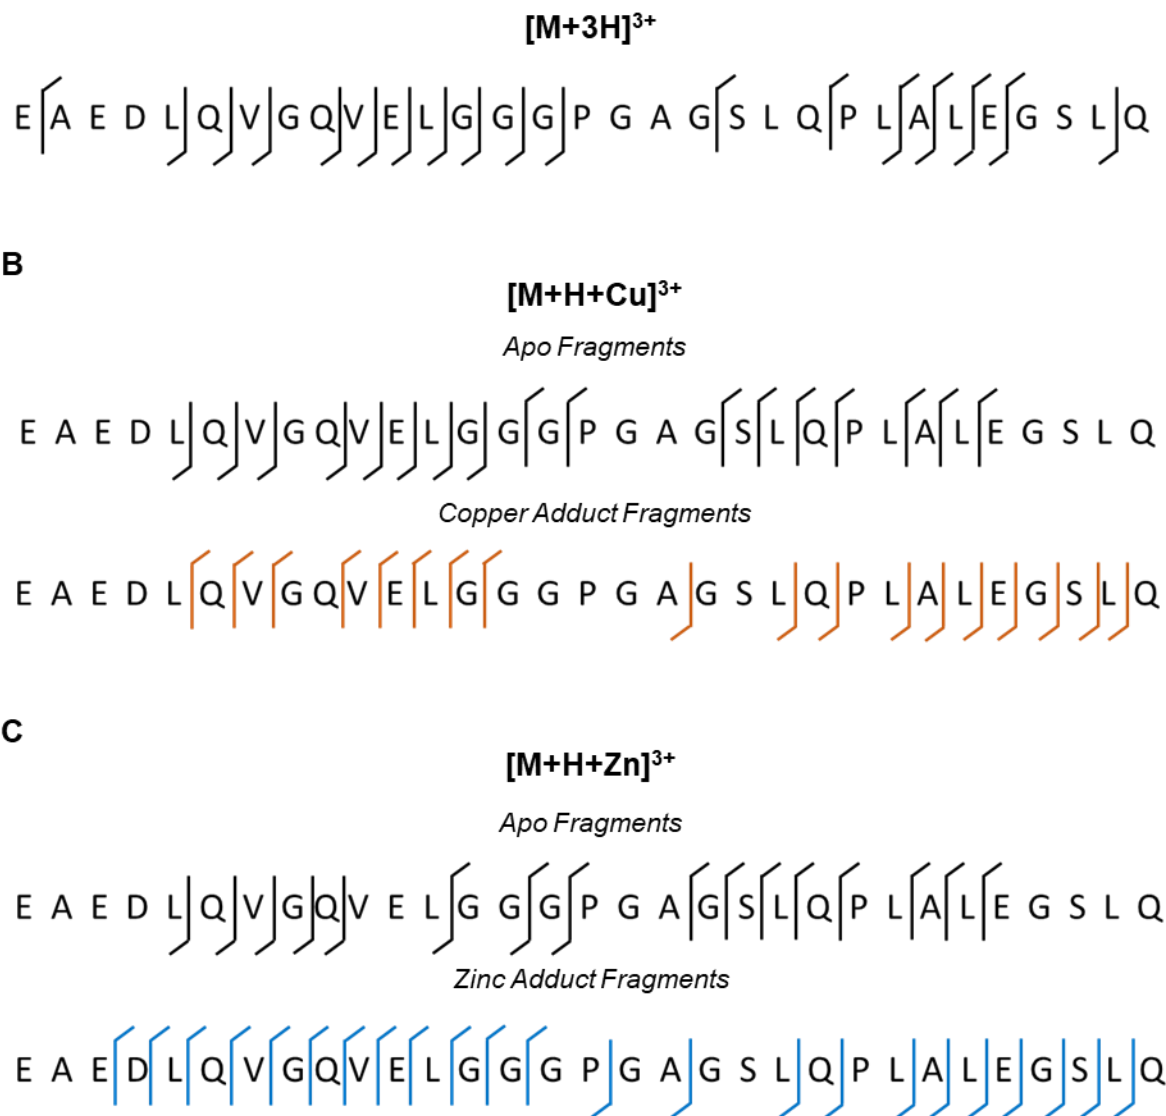 [M+3H]3+
E A E D L Q V G Q V E L G G G P G A G S L Q P L A L E G S L Q
B
[M+H+Cu]3+
Apo Fragments
E A E D L Q V G Q V E L G G G P G A G S L Q P L A L E G S L Q
Copper Adduct Fragments
E A E D L Q V G Q V E L G G G P G A G S L Q P L A L E G S L Q
C
[M+H+Zn]3+
Apo Fragments
E A E D L Q V G Q V E L G G G P G A G S L Q P L A L E G S L Q
Zinc Adduct Fragments
E A E D L Q V G Q V E L G G G P G A G S L Q P L A L E G S L Q